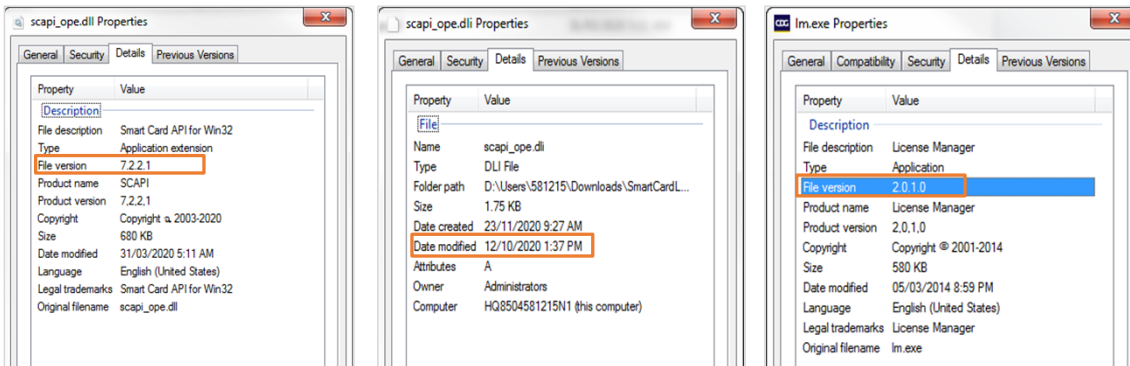 scapi_ope.dll Properties
General Security Details Previous Versions
Property Value
Description
File description Smart Card API for Win32
Type Application extension
File version 7.2.2.1
Product name SCAPI
Product version 7.2.2.1
Copyright Copyright a 2003-2020
Size 680 KB
Date modified 31/03/2020 5:11 AM
Language English (United States)
Legal trademarks Smart Card API for Win32
Original filename scapi_ope.dll
scapi_ope.dli Properties
General Security Details Previous Versions
Property Value
File
Name scapi_ope.dli
Type DLI File
Folder path D:\Users\581215\Downloads\SmartCardL...
Size 1.75 KB
Date created 23/11/2020 9:27 AM
Date modified 12/10/2020 1:37 PM
Attributes A
Owner Administrators
Computer HQ8504581215N1 (this computer)
CDG lm.exe Properties
General Compatibility Security Details Previous Versions
Property Value
Description
File description License Manager
Type Application
File version 2.0.1.0
Product name License Manager
Product version 2,0,1,0
Copyright Copyright © 2001-2014
Size 580 KB
Date modified 05/03/2014 8:59 PM
Language English (United States)
Legal trademarks License Manager
Original filename lm.exe